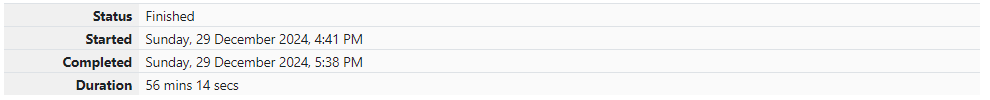 Status Finished
Started Sunday, 29 December 2024, 4:41 PM
Completed Sunday, 29 December 2024, 5:38 PM
Duration 56 mins 14 secs